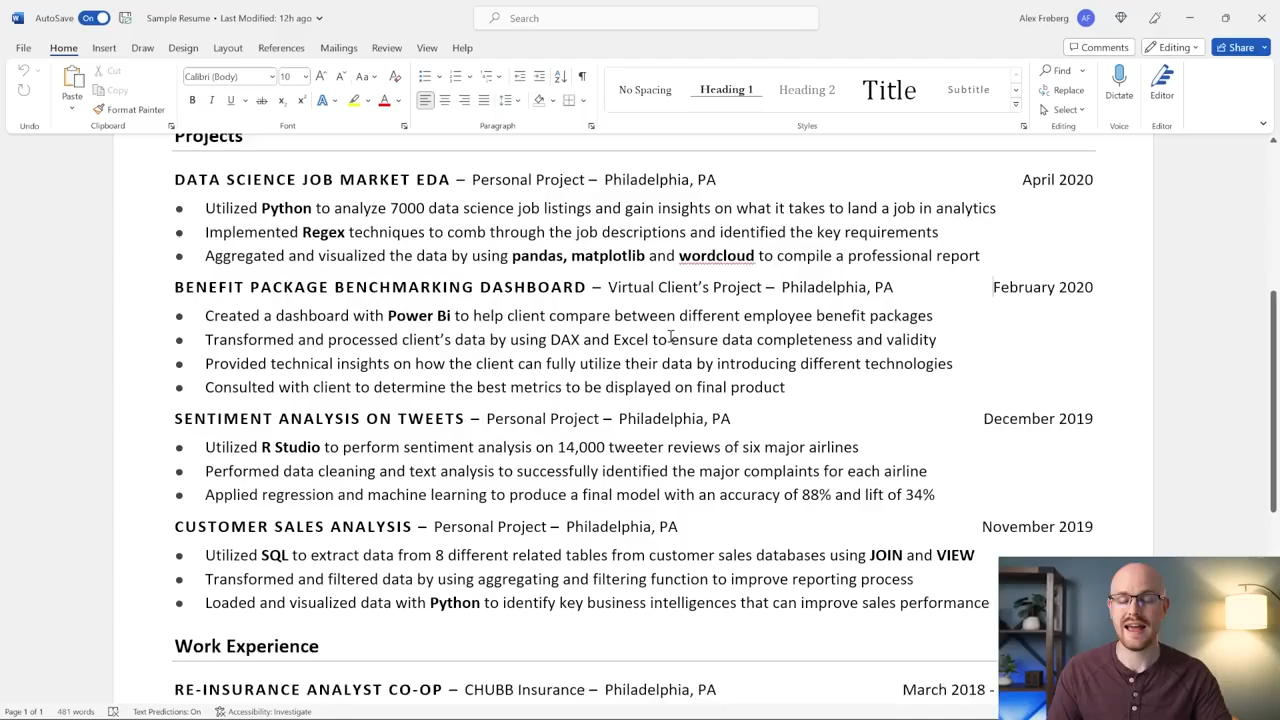 AutoSave On Sample Resume • Last Modified: 12h ago Search Alex Freberg AF
File Home Insert Draw Design Layout References Mailings Review View Help Comments Editing Share
Paste Cut Copy Format Painter
Calibri (Body) 10
No Spacing Heading 1 Heading 2 Title Subtitle
Find Replace Select Dictate Editor
Undo Clipboard Font Paragraph Styles Editing Voice Editor
Projects
DATA SCIENCE JOB MARKET EDA – Personal Project – Philadelphia, PA April 2020
● Utilized Python to analyze 7000 data science job listings and gain insights on what it takes to land a job in analytics
● Implemented Regex techniques to comb through the job descriptions and identified the key requirements
● Aggregated and visualized the data by using pandas, matplotlib and wordcloud to compile a professional report
BENEFIT PACKAGE BENCHMARKING DASHBOARD – Virtual Client’s Project – Philadelphia, PA February 2020
● Created a dashboard with Power Bi to help client compare between different employee benefit packages
● Transformed and processed client’s data by using DAX and Excel to ensure data completeness and validity
● Provided technical insights on how the client can fully utilize their data by introducing different technologies
● Consulted with client to determine the best metrics to be displayed on final product
SENTIMENT ANALYSIS ON TWEETS – Personal Project – Philadelphia, PA December 2019
● Utilized R Studio to perform sentiment analysis on 14,000 tweeter reviews of six major airlines
● Performed data cleaning and text analysis to successfully identified the major complaints for each airline
● Applied regression and machine learning to produce a final model with an accuracy of 88% and lift of 34%
CUSTOMER SALES ANALYSIS – Personal Project – Philadelphia, PA November 2019
● Utilized SQL to extract data from 8 different related tables from customer sales databases using JOIN and VIEW
● Transformed and filtered data by using aggregating and filtering function to improve reporting process
● Loaded and visualized data with Python to identify key business intelligences that can improve sales performance
Work Experience
RE-INSURANCE ANALYST CO-OP – CHUBB Insurance – Philadelphia, PA March 2018 -
Page 1 of 1 481 words Text Predictions: On Accessibility: Investigate